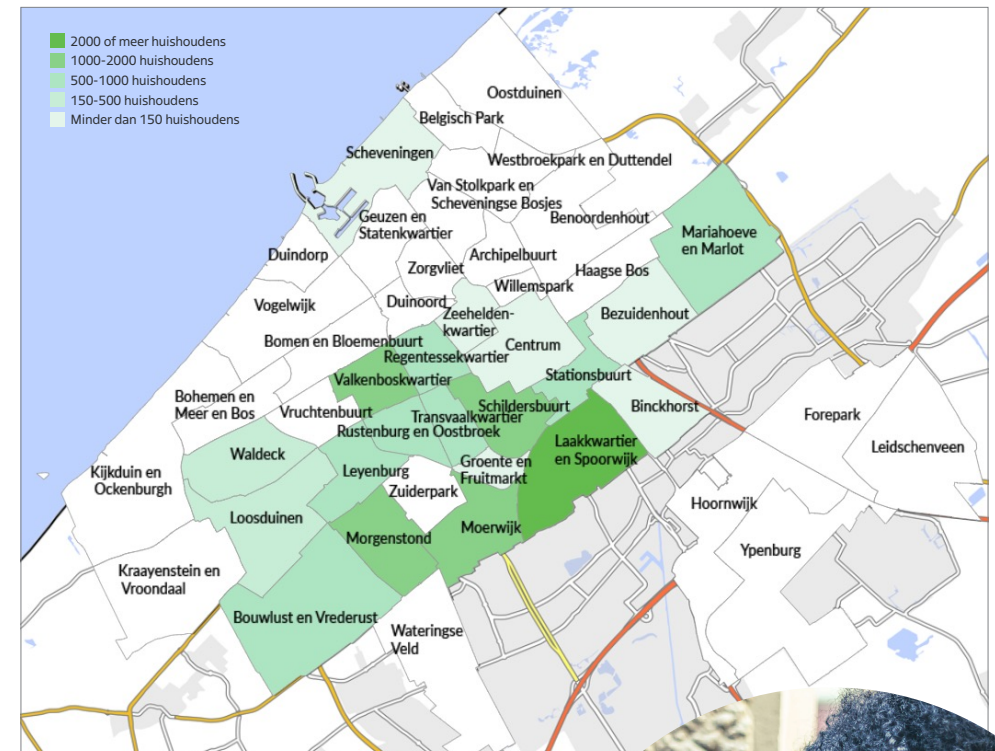 2000 of meer huishoudens
1000-2000 huishoudens
500-1000 huishoudens
150-500 huishoudens
Minder dan 150 huishoudens
Oostduinen
Belgisch Park
Scheveningen
Westbroekpark en Duttendel
Van Stolkpark en
Scheveningse Bosjes
Geuzen en
Statenkwartier
Benoordenhout
Mariahoeve
en Marlot
Duindorp
Archipelbuurt
Zorgvliet
Haagse Bos
Willemspark
Vogelwijk
Duinoord
Zeehelden-
kwartier
Bezuidenhout
Bomen en Bloemenbuurt
Centrum
Regentessekwartier
Valkenboskwartier
Stationsbuurt
Bohemen en
Meer en Bos
Vruchtenbuurt
Schildersbuurt
Binckhorst
Transvaalkwartier
Forepark
Rustenburg en Oostbroek
Laakkwartier
en Spoorwijk
Leidschenveen
Waldeck
Kijkduin en
Ockenburgh
Leyenburg
Groente en
Fruitmarkt
Zuiderpark
Hoornwijk
Loosduinen
Moerwijk
Morgenstond
Ypenburg
Kraayenstein en
Vroondaal
Bouwlust en Vrederust
Wateringse
Veld